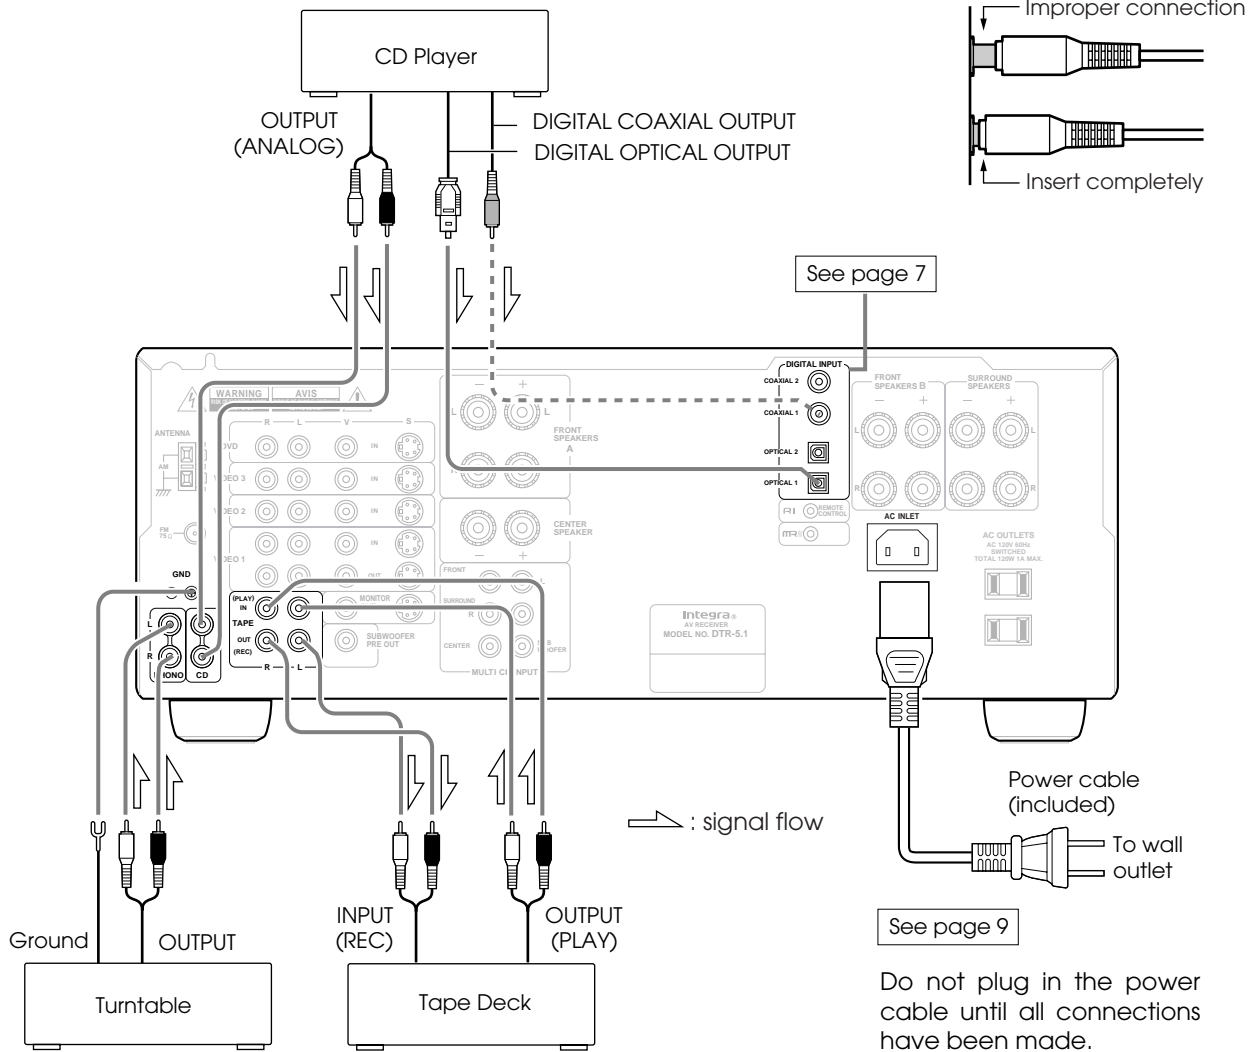 Improper connection
CD Player
OUTPUT
(ANALOG)
DIGITAL COAXIAL OUTPUT
DIGITAL OPTICAL OUTPUT
Insert completely
See page 7
DIGITAL INPUT
COAXIAL 2
COAXIAL 1
OPTICAL 2
OPTICAL 1
FRONT
SPEAKERS B
SURROUND
SPEAKERS
WARNING
AVIS
R L V S
ANTENNA
AM
FM
75Ω
DVD
IN
VIDEO 3
IN
VIDEO 2
IN
VIDEO 1
IN
OUT
L
L
FRONT
SPEAKERS
A
CENTER
SPEAKER
L
R
L
R
REMOTE
CONTROL
AC INLET
AC OUTLETS
AC 120V 60Hz
SWITCHED
TOTAL 120W 1A MAX.
GND
L
R
PHONO
CD
(PLAY)
IN
TAPE
OUT
(REC)
R L
MONITOR
SUBWOOFER
PRE OUT
FRONT
L
SURROUND
R
CENTER
MULTI CH INPUT
Integra®
AV RECEIVER
MODEL NO. DTR-5.1
Power cable
(included)
To wall
outlet
: signal flow
See page 9
Ground
OUTPUT
INPUT
(REC)
OUTPUT
(PLAY)
Turntable
Tape Deck
Do not plug in the power
cable until all connections
have been made.